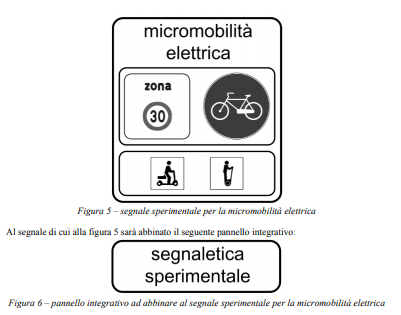 micromobilità
elettrica
zona
30
Figura 5 – segnale sperimentale per la micromobilità elettrica
Al segnale di cui alla figura 5 sarà abbinato il seguente pannello integrativo:
segnaletica
sperimentale
Figura 6 – pannello integrativo ad abbinare al segnale sperimentale per la micromobilità elettrica